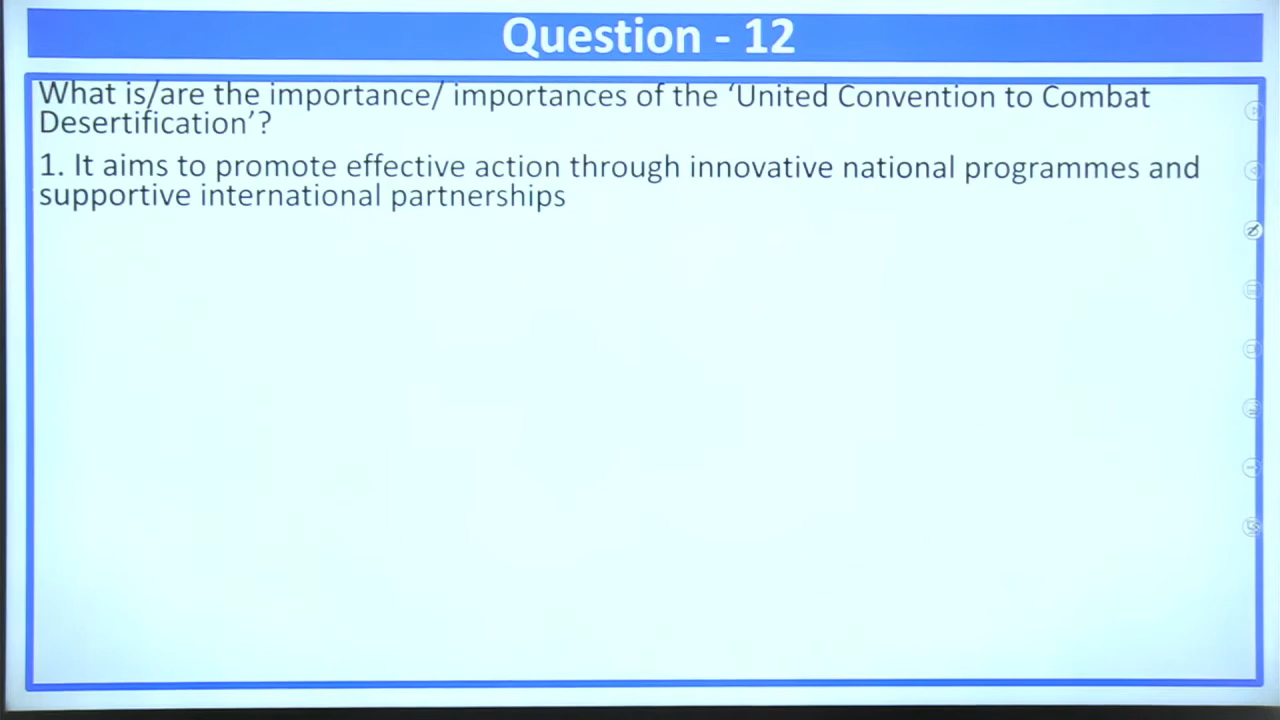 Question - 12
What is/are the importance/ importances of the ‘United Convention to Combat
Desertification’?
1. It aims to promote effective action through innovative national programmes and
supportive international partnerships